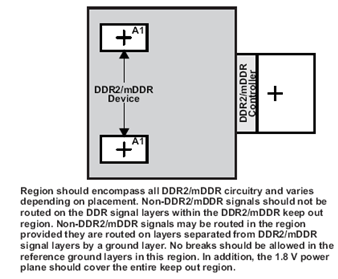 A1
DDR2/mDDR
Device
A1
DDR2/mDDR
Controller
Region should encompass all DDR2/mDDR circuitry and varies
depending on placement. Non-DDR2/mDDR signals should not be
routed on the DDR signal layers within the DDR2/mDDR keep out
region. Non-DDR2/mDDR signals may be routed in the region
provided they are routed on layers separated from DDR2/mDDR
signal layers by a ground layer. No breaks should be allowed in the
reference ground layers in this region. In addition, the 1.8 V power
plane should cover the entire keep out region.